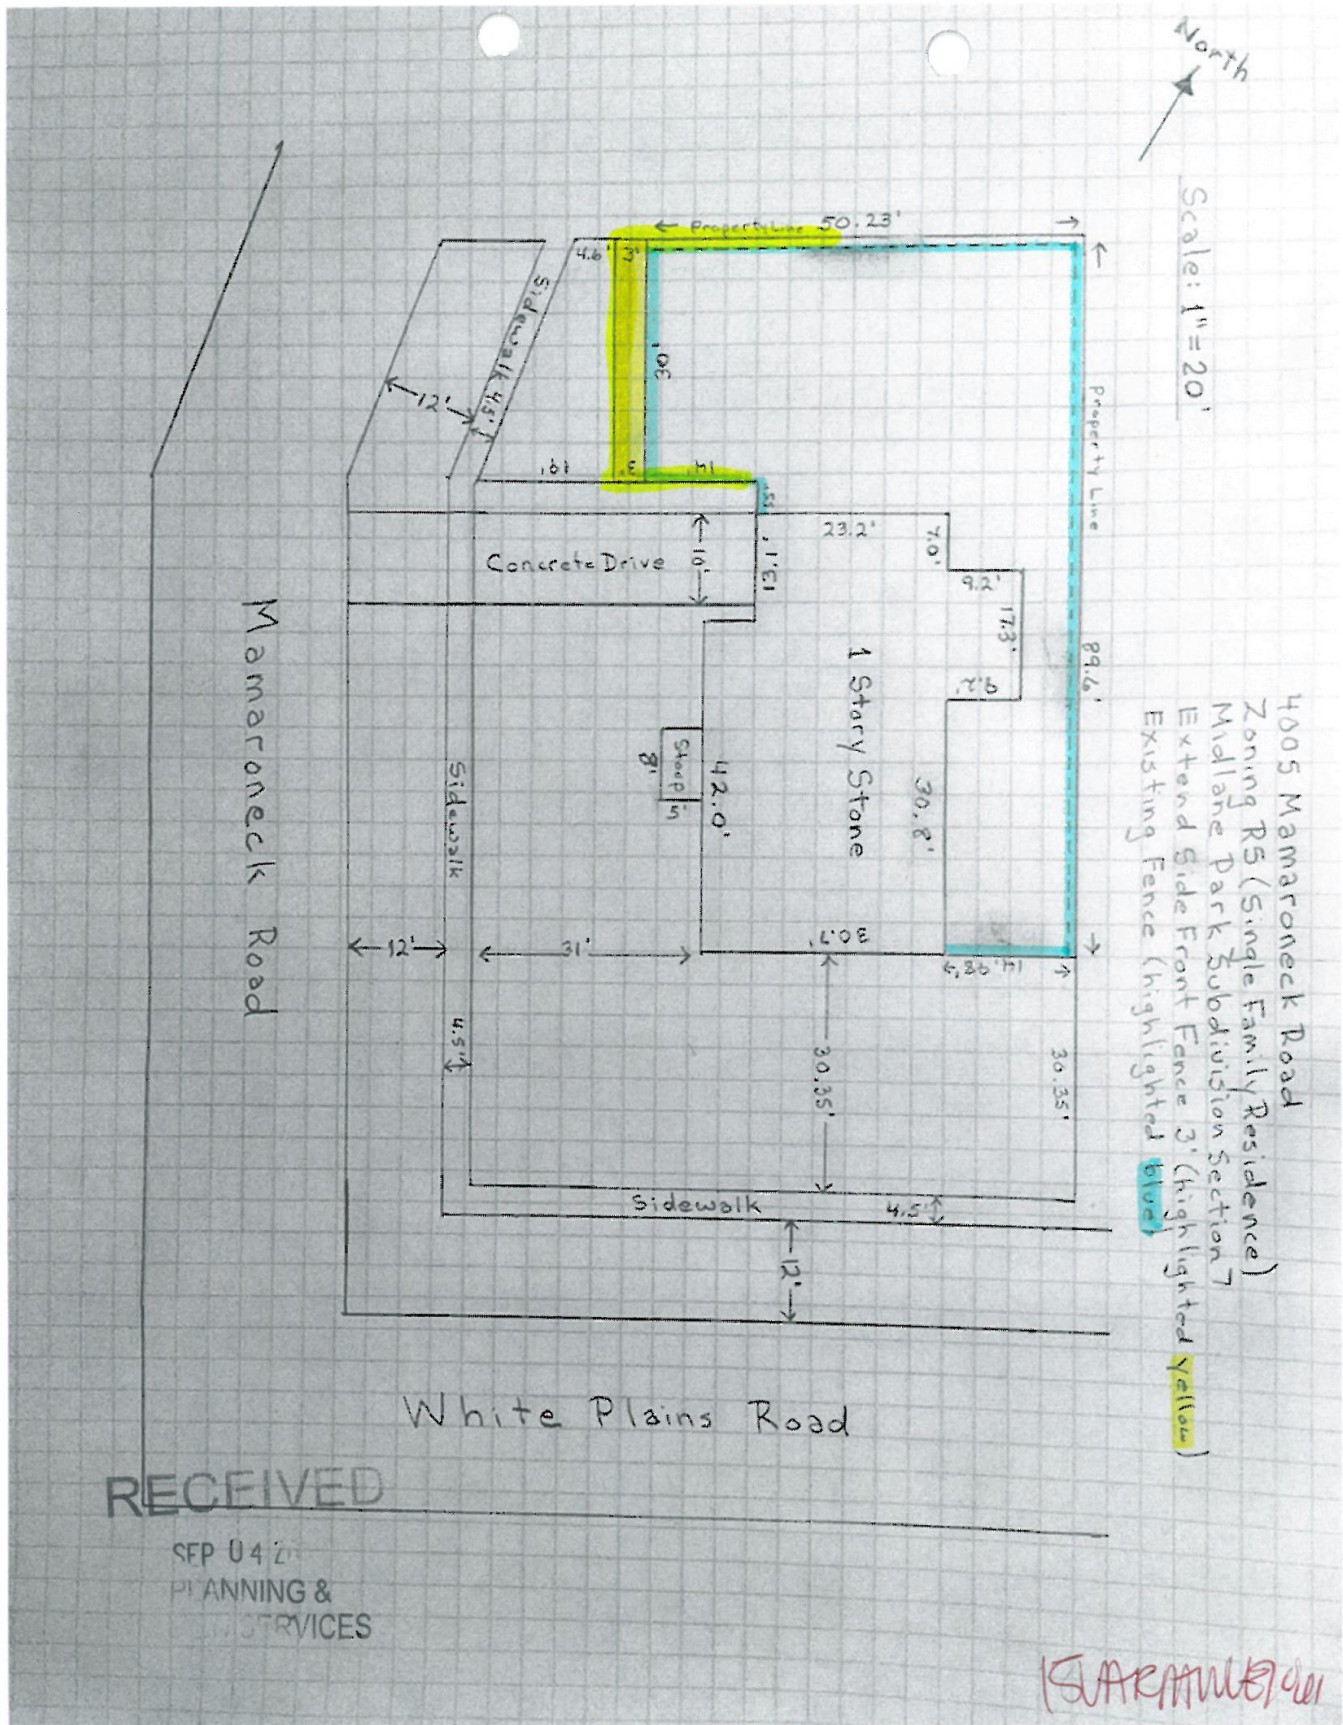 North
Scale: 1" = 20'
4005 Mamaroneck Road
Zoning R5 (Single Family Residence)
Midlane Park Subdivision Section 7
Extend Side Front Fence 3' (highlighted yellow)
Existing Fence (highlighted blue)
Property Line 50.23'
4.6' 3'
Sidewalk 4.5'
30'
12'
Property Line
89.6'
19' 3' 14'
23.2'
7.0'
9.2'
17.3'
9.2'
Concrete Drive 10' 13.1'
1 Story Stone
Stoop 5'
8'
42.0'
30.8'
30.7'
14.98'
Mamaroneck Road
Sidewalk
12' 31'
4.5'
30.35'
30.35'
Sidewalk 4.5'
12'
White Plains Road
RECEIVED
SEP 04
PLANNING &